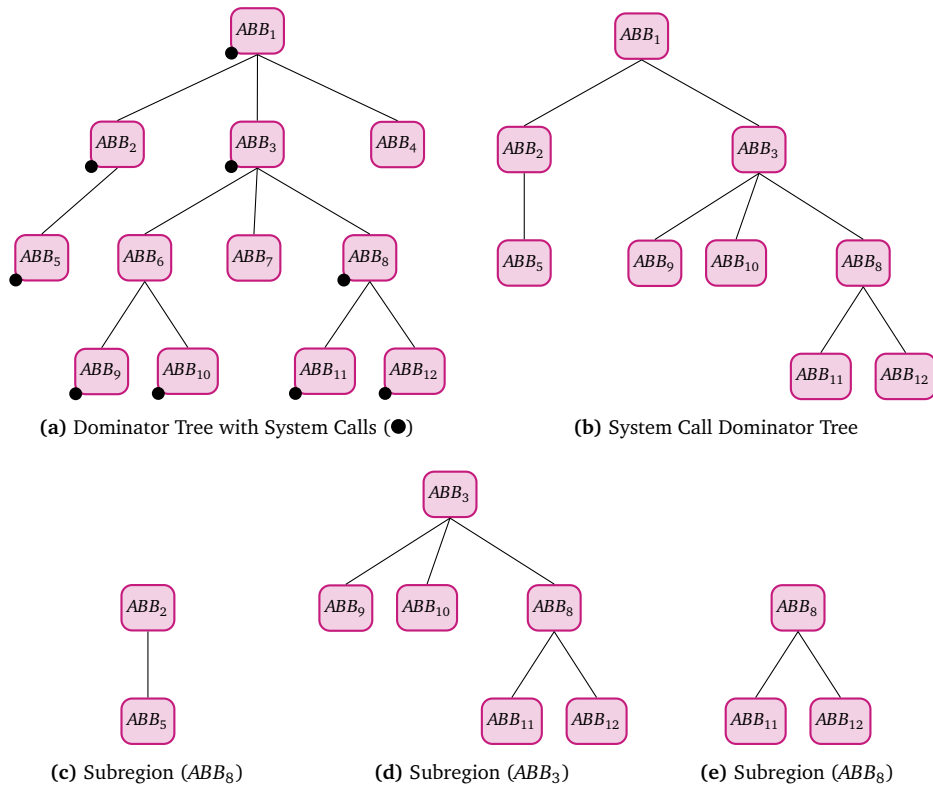 ABB₁
ABB₂ ABB₃ ABB₄
ABB₅ ABB₆ ABB₇ ABB₈
ABB₉ ABB₁₀ ABB₁₁ ABB₁₂
(a) Dominator Tree with System Calls (●)
ABB₁
ABB₂ ABB₃
ABB₅ ABB₉ ABB₁₀ ABB₈
ABB₁₁ ABB₁₂
(b) System Call Dominator Tree
ABB₂
ABB₅
(c) Subregion (ABB₈)
ABB₃
ABB₉ ABB₁₀ ABB₈
ABB₁₁ ABB₁₂
(d) Subregion (ABB₃)
ABB₈
ABB₁₁ ABB₁₂
(e) Subregion (ABB₈)